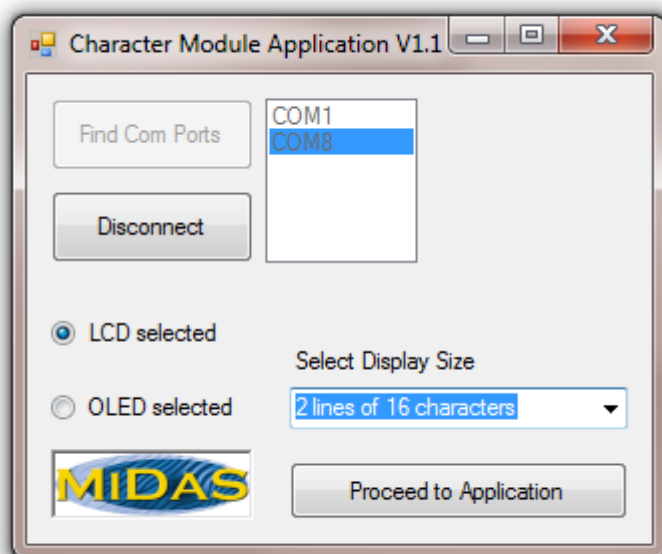 Character Module Application V1.1
Find Com Ports
COM1
COM8
Disconnect
LCD selected
Select Display Size
OLED selected
2 lines of 16 characters
MIDAS
Proceed to Application